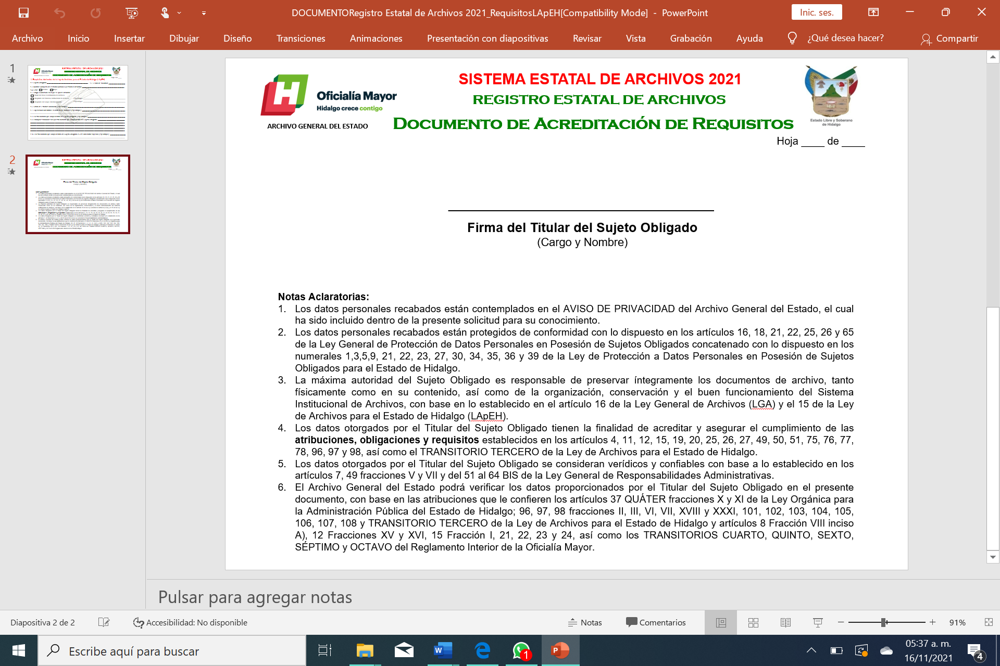 DOCUMENTORegistro Estatal de Archivos 2021_RequisitosLApEH[Compatibility Mode] - PowerPoint
Inic. ses.
Archivo Inicio Insertar Dibujar Diseño Transiciones Animaciones Presentación con diapositivas Revisar Vista Grabación Ayuda ¿Qué desea hacer? Compartir
1
2
Oficialía Mayor
Hidalgo crece contigo
ARCHIVO GENERAL DEL ESTADO
SISTEMA ESTATAL DE ARCHIVOS 2021
REGISTRO ESTATAL DE ARCHIVOS
DOCUMENTO DE ACREDITACIÓN DE REQUISITOS
Estado Libre y Soberano
de Hidalgo
Hoja ____ de ____
Firma del Titular del Sujeto Obligado
(Cargo y Nombre)
Notas Aclaratorias:
1. Los datos personales recabados están contemplados en el AVISO DE PRIVACIDAD del Archivo General del Estado, el cual
ha sido incluido dentro de la presente solicitud para su conocimiento.
2. Los datos personales recabados están protegidos de conformidad con lo dispuesto en los artículos 16, 18, 21, 22, 25, 26 y 65
de la Ley General de Protección de Datos Personales en Posesión de Sujetos Obligados concatenado con lo dispuesto en los
numerales 1,3,5,9, 21, 22, 23, 27, 30, 34, 35, 36 y 39 de la Ley de Protección a Datos Personales en Posesión de Sujetos
Obligados para el Estado de Hidalgo.
3. La máxima autoridad del Sujeto Obligado es responsable de preservar íntegramente los documentos de archivo, tanto
físicamente como en su contenido, así como de la organización, conservación y el buen funcionamiento del Sistema
Institucional de Archivos, con base en lo establecido en el artículo 16 de la Ley General de Archivos (LGA) y el 15 de la Ley
de Archivos para el Estado de Hidalgo (LApEH).
4. Los datos otorgados por el Titular del Sujeto Obligado tienen la finalidad de acreditar y asegurar el cumplimiento de las
atribuciones, obligaciones y requisitos establecidos en los artículos 4, 11, 12, 15, 19, 20, 25, 26, 27, 49, 50, 51, 75, 76, 77,
78, 96, 97 y 98, así como el TRANSITORIO TERCERO de la Ley de Archivos para el Estado de Hidalgo.
5. Los datos otorgados por el Titular del Sujeto Obligado se consideran verídicos y confiables con base a lo establecido en los
artículos 7, 49 fracciones V y VII y del 51 al 64 BIS de la Ley General de Responsabilidades Administrativas.
6. El Archivo General del Estado podrá verificar los datos proporcionados por el Titular del Sujeto Obligado en el presente
documento, con base en las atribuciones que le confieren los artículos 37 QUÁTER fracciones X y XI de la Ley Orgánica para
la Administración Pública del Estado de Hidalgo; 96, 97, 98 fracciones II, III, VI, VII, XVIII y XXXI, 101, 102, 103, 104, 105,
106, 107, 108 y TRANSITORIO TERCERO de la Ley de Archivos para el Estado de Hidalgo y artículos 8 Fracción VIII inciso
A), 12 Fracciones XV y XVI, 15 Fracción I, 21, 22, 23 y 24, así como los TRANSITORIOS CUARTO, QUINTO, SEXTO,
SÉPTIMO y OCTAVO del Reglamento Interior de la Oficialía Mayor.
Pulsar para agregar notas
Diapositiva 2 de 2 Accesibilidad: No disponible Notas Comentarios 91%
Escribe aquí para buscar
1
05:37 a. m.
16/11/2021
4